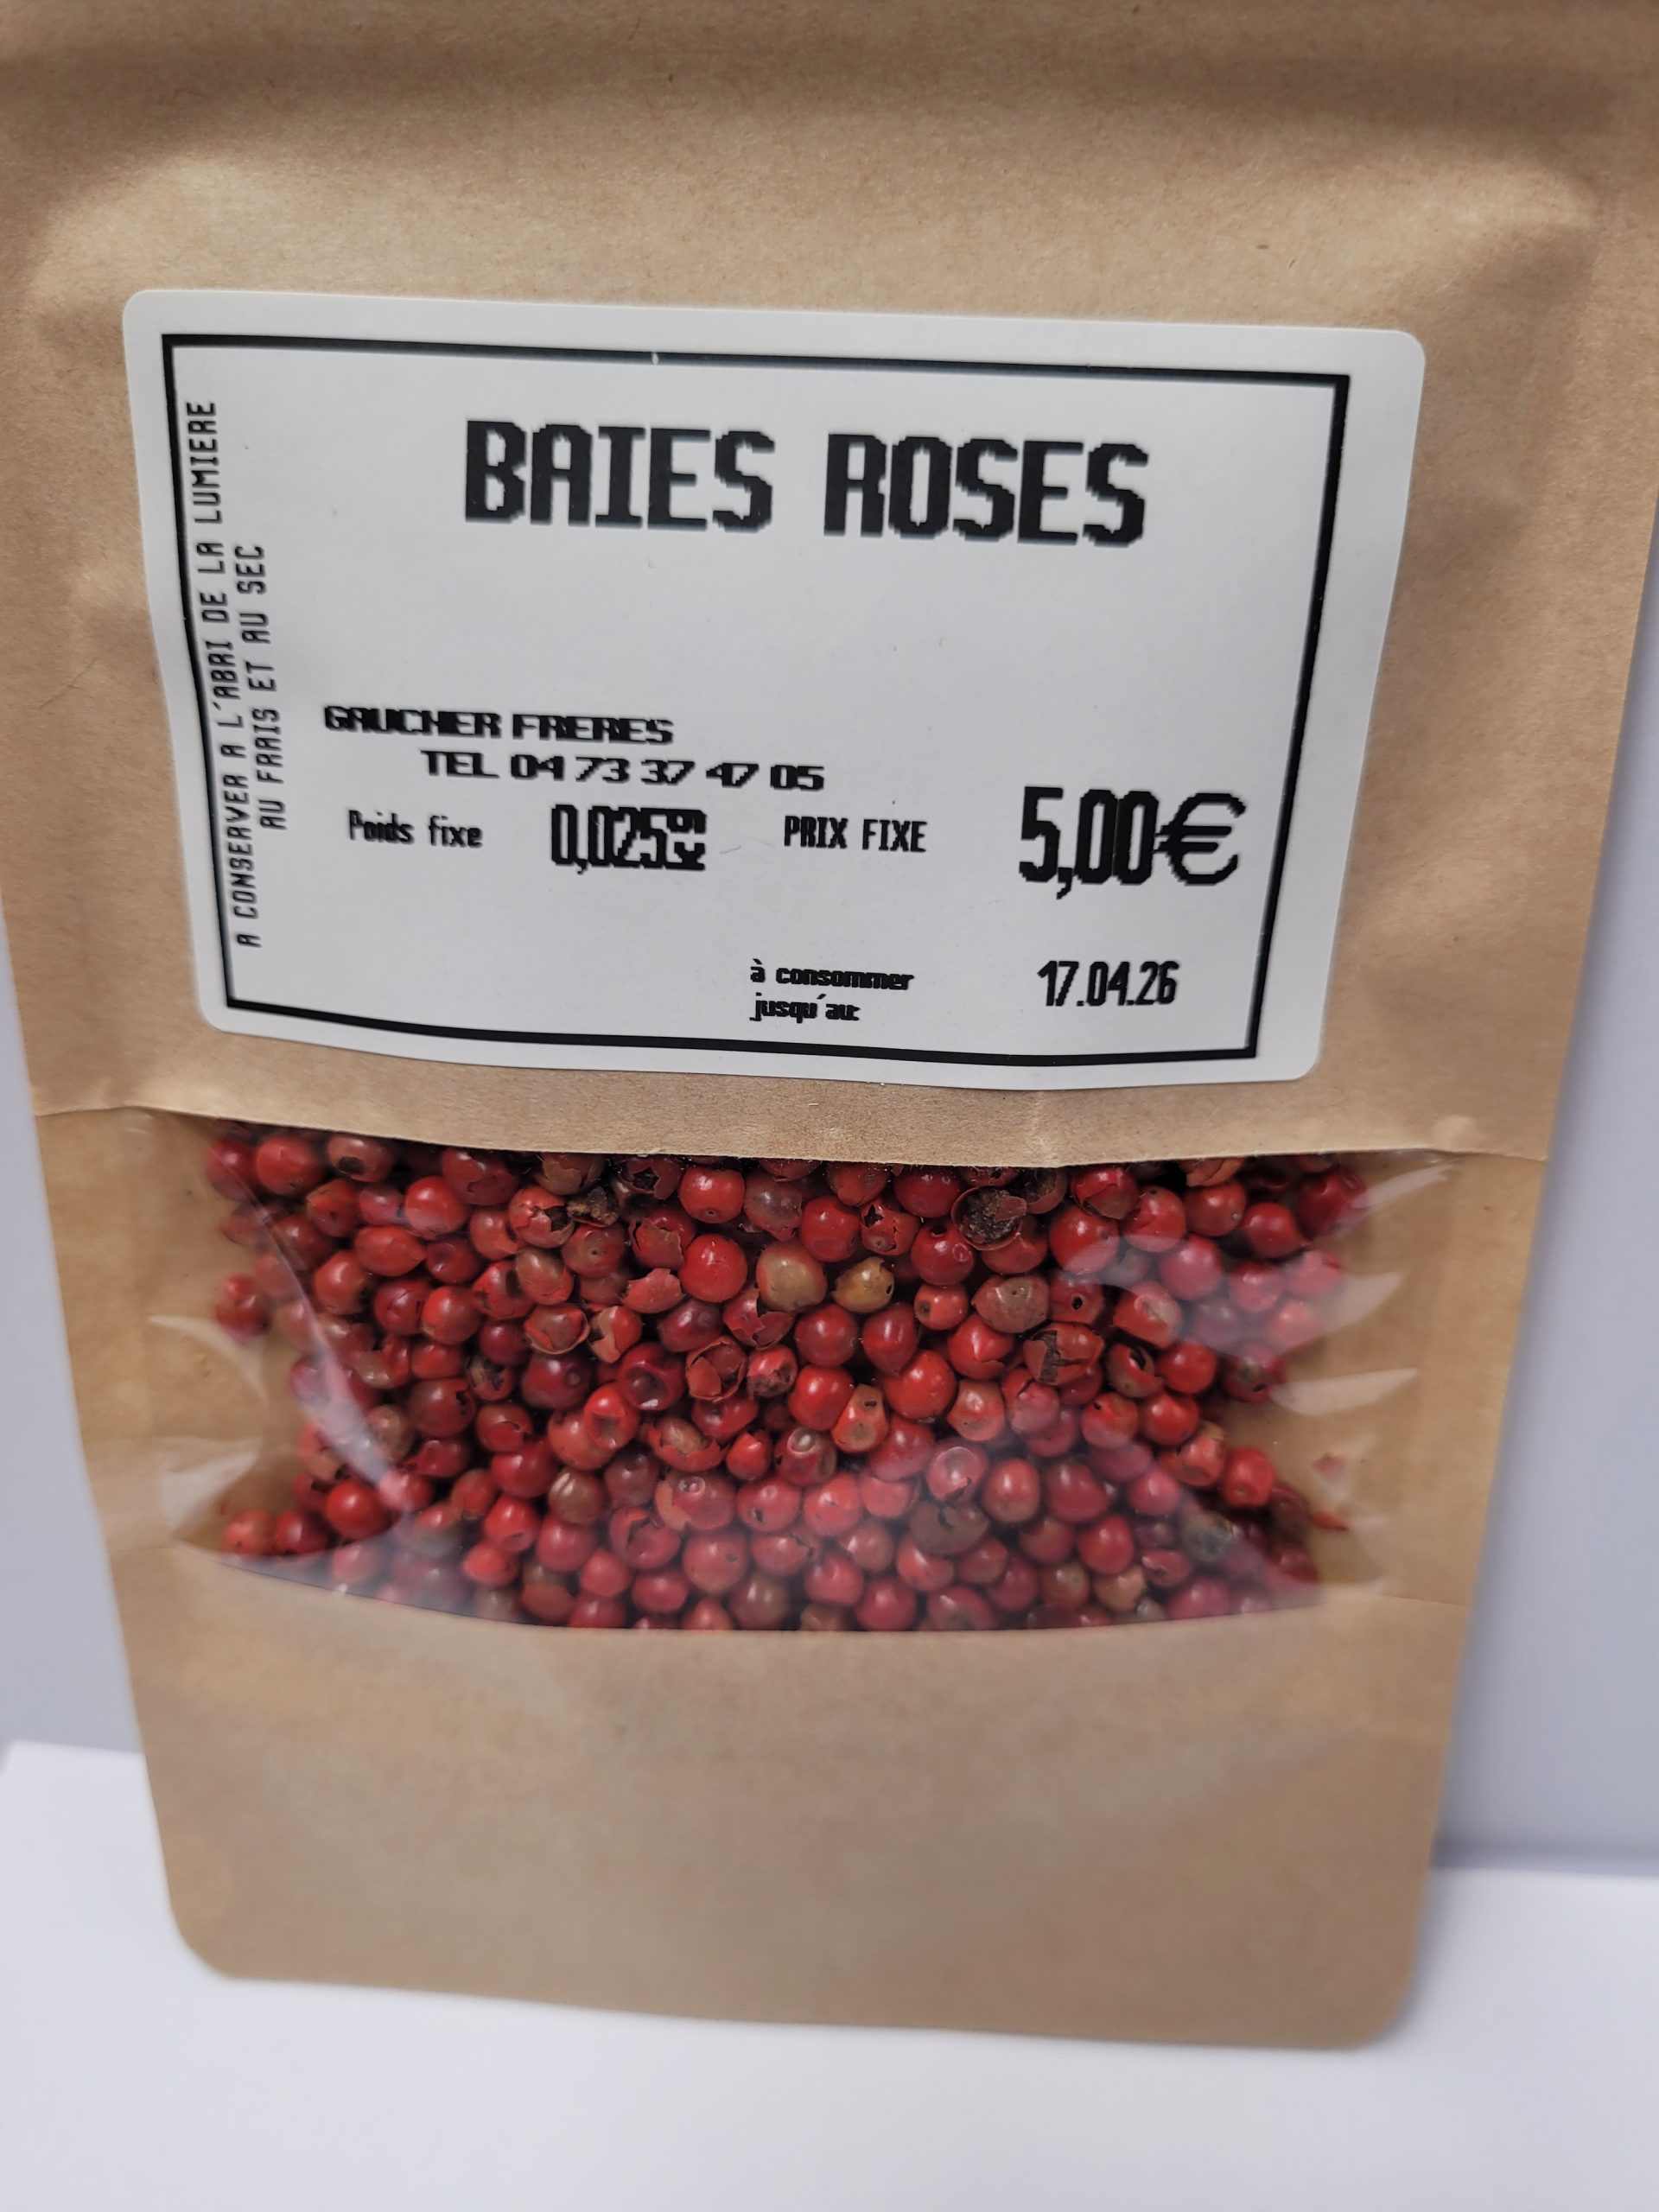 BAIES ROSES
A CONSERVER A L'ABRI DE LA LUMIERE
AU FRAIS ET AU SEC
GAUCHER FRERES
TEL 04 73 37 47 05
Poids fixe 0,025kg PRIX FIXE 5,00€
à consommer 17.04.26
jusqu'au: